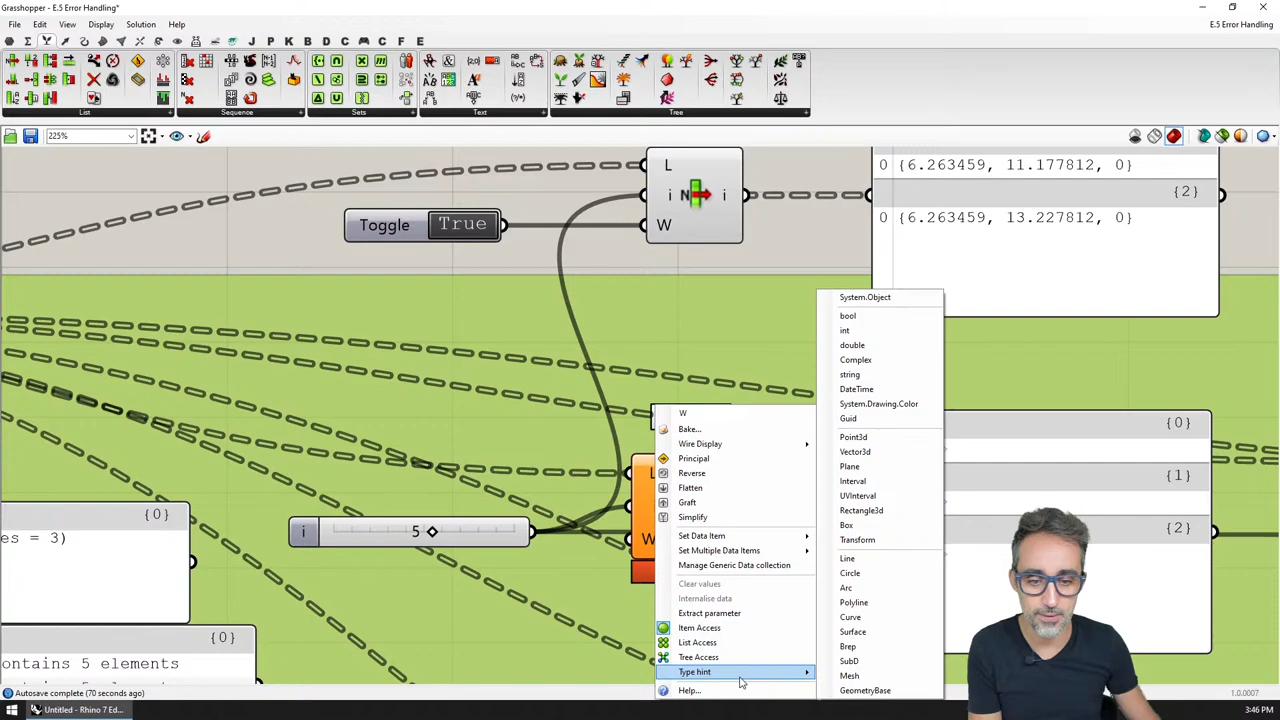 Grasshopper - E.5 Error Handling*
File Edit View Display Solution Help
E.5 Error Handling
J P K B D C C F E
List Sequence Sets Text Tree
225%
L
i N i
W
Toggle True
0 {6.263459, 11.177812, 0}
{2}
0 {6.263459, 13.227812, 0}
System.Object
bool
int
double
Complex
string
DateTime
System.Drawing.Color
Guid
Point3d
Vector3d
Plane
Interval
UVInterval
Rectangle3d
Box
Transform
Line
Circle
Arc
Polyline
Curve
Surface
Brep
SubD
Mesh
GeometryBase
W
Bake...
Wire Display
Principal
Reverse
Flatten
Graft
Simplify
Set Data Item
Set Multiple Data Items
Manage Generic Data collection
Clear values
Internalise data
Extract parameter
Item Access
List Access
Tree Access
Type hint
Help...
{0}
{1}
{2}
i 5
W
{0}
es = 3)
{0}
ontains 5 elements
Autosave complete (70 seconds ago)
1.0.0007
Untitled - Rhino 7 Ed...
3:46 PM